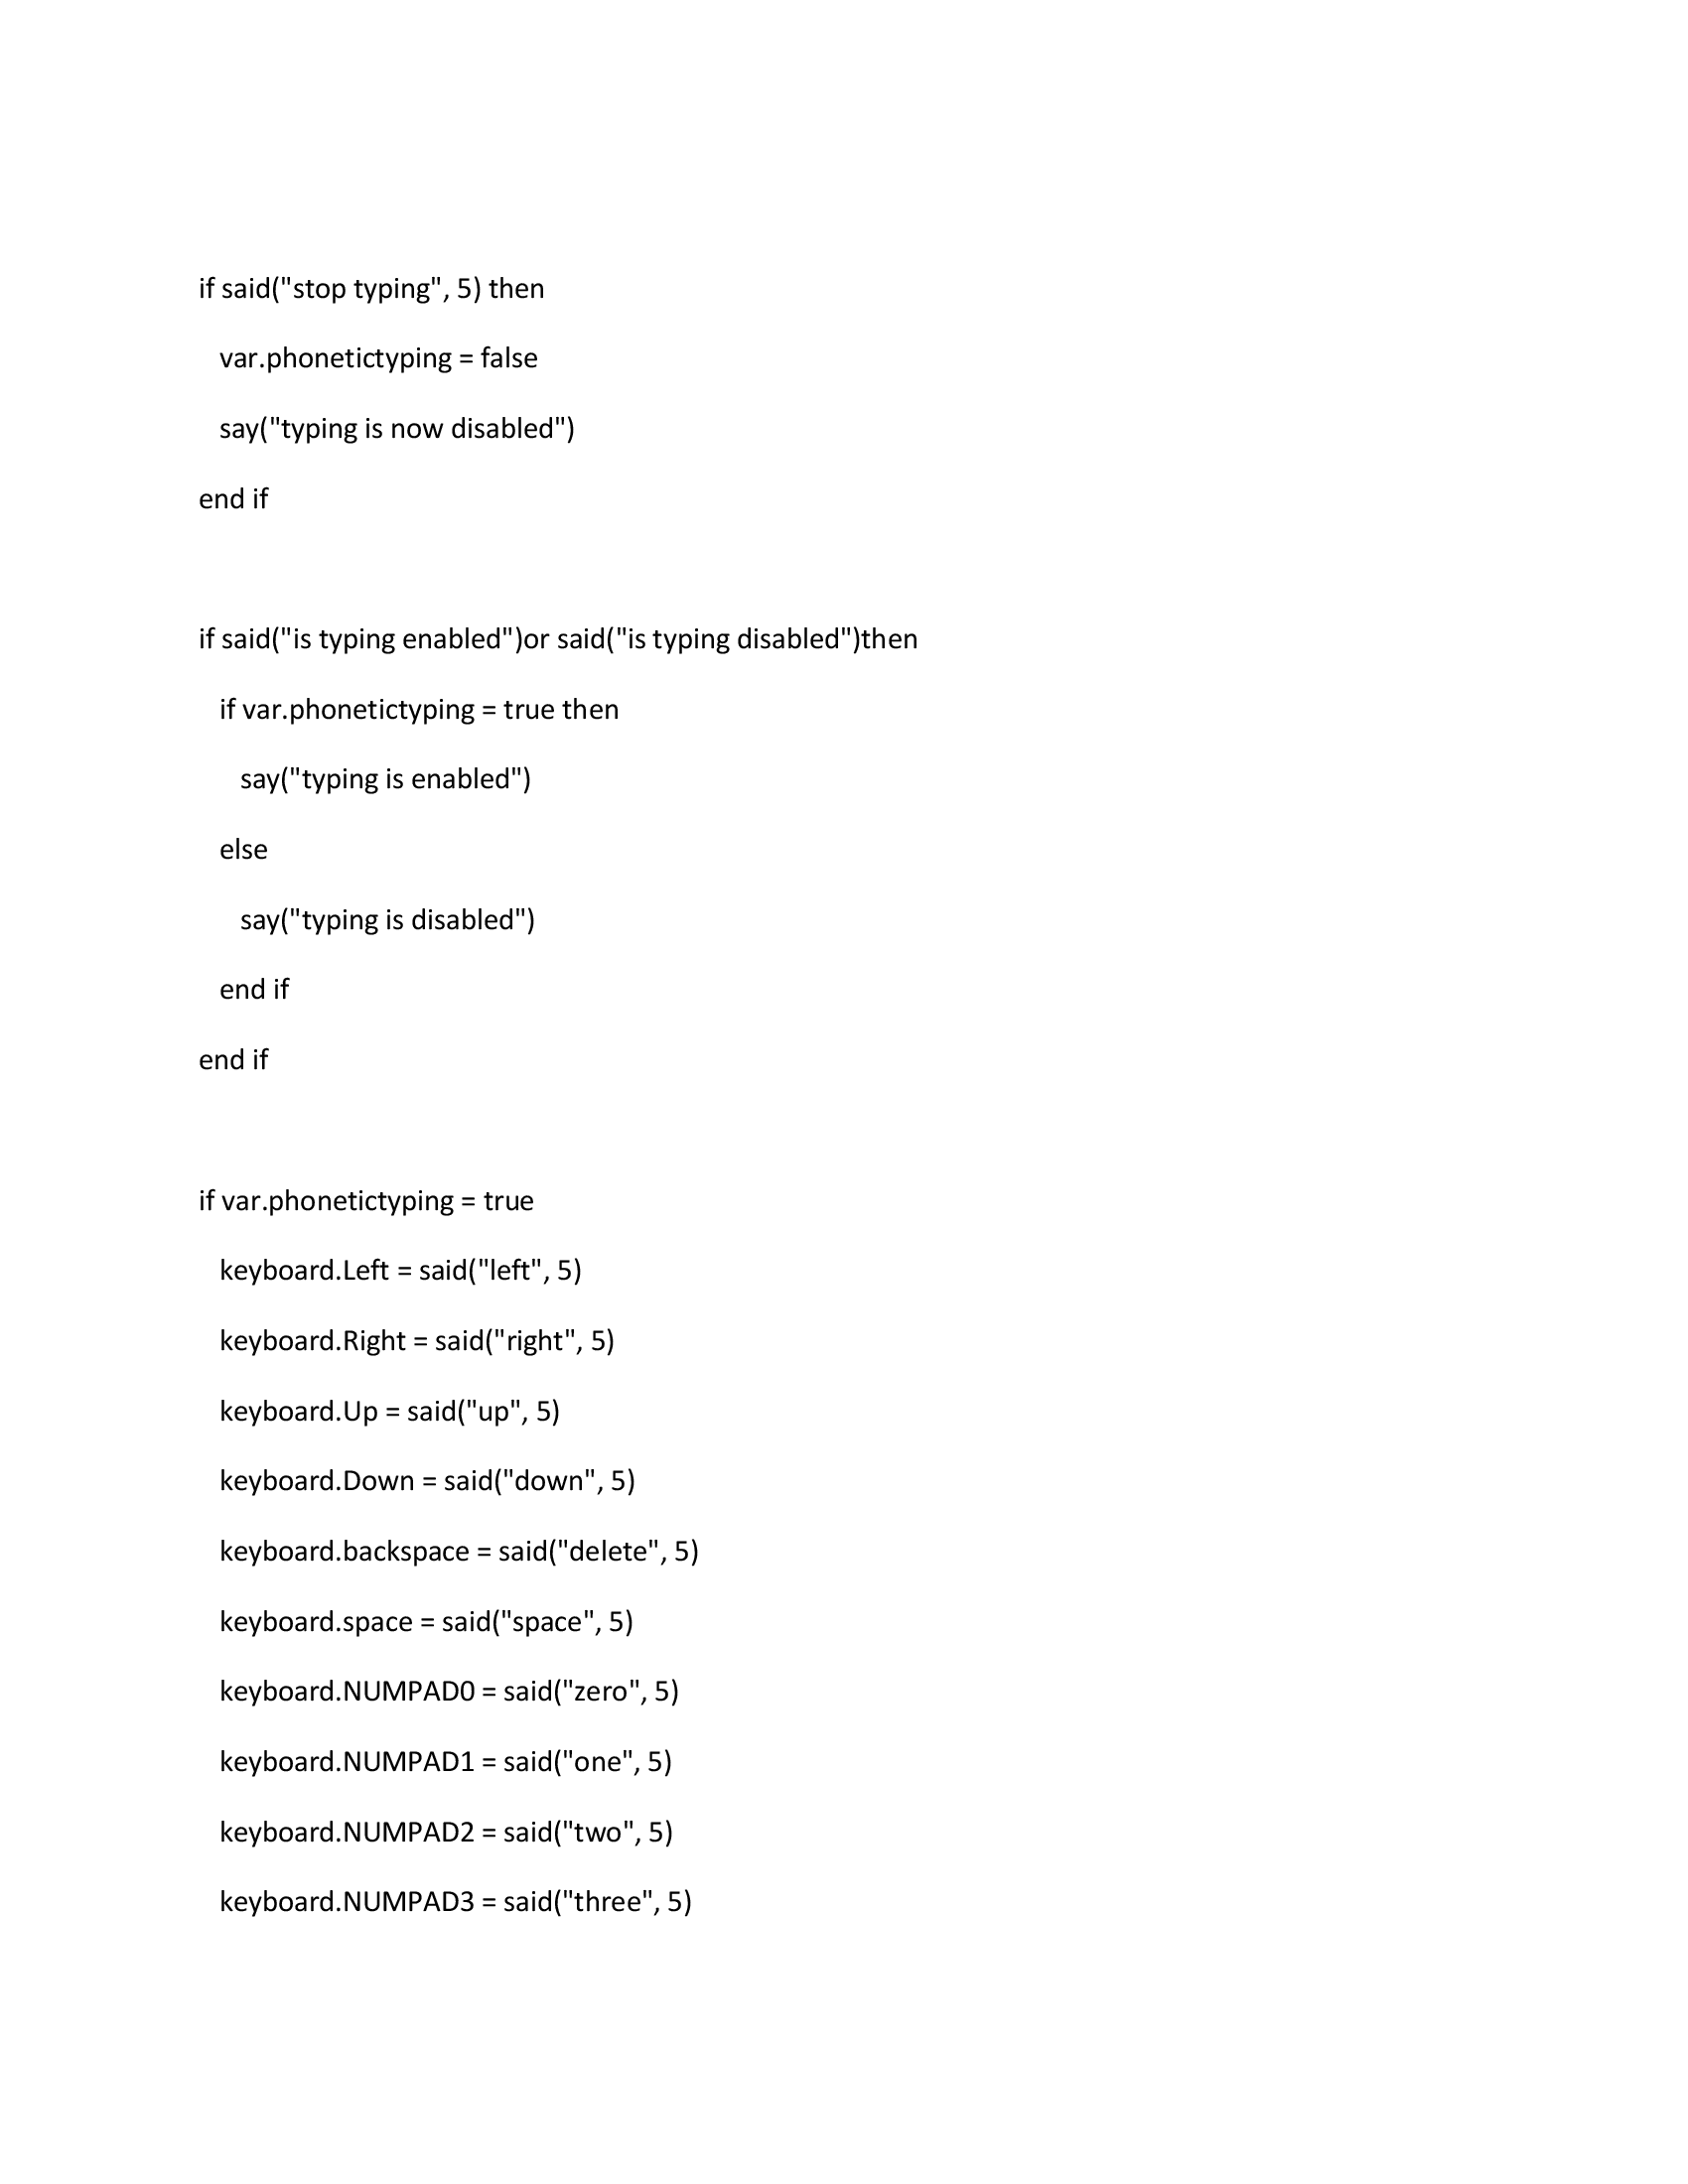 if said("stop typing", 5) then
var.phonetictyping = false
say("typing is now disabled")
end if
if said("is typing enabled")or said("is typing disabled")then
if var.phonetictyping = true then
say("typing is enabled")
else
say("typing is disabled")
end if
end if
if var.phonetictyping = true
keyboard.Left = said("left", 5)
keyboard.Right = said("right", 5)
keyboard.Up = said("up", 5)
keyboard.Down = said("down", 5)
keyboard.backspace = said("delete", 5)
keyboard.space = said("space", 5)
keyboard.NUMPAD0 = said("zero", 5)
keyboard.NUMPAD1 = said("one", 5)
keyboard.NUMPAD2 = said("two", 5)
keyboard.NUMPAD3 = said("three", 5)